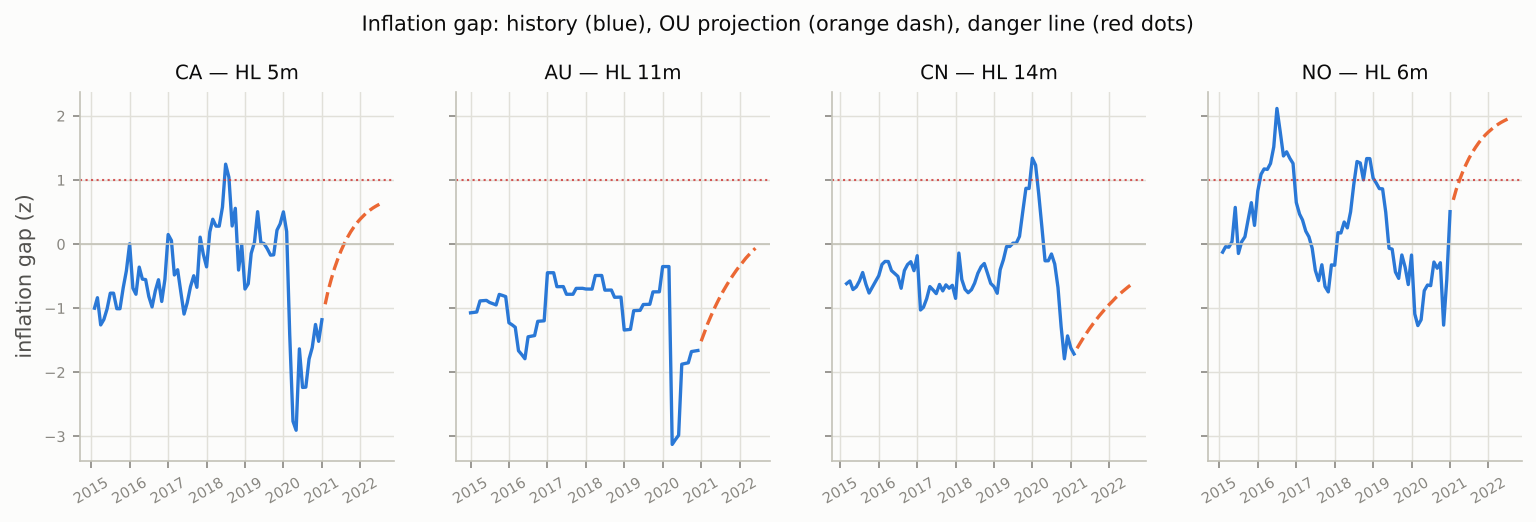 Inflation gap: history (blue), OU projection (orange dash), danger line (red dots)
CA — HL 5m
AU — HL 11m
CN — HL 14m
NO — HL 6m
inflation gap (z)
2
1
0
−1
−2
−3
2015 2016 2017 2018 2019 2020 2021 2022
2015 2016 2017 2018 2019 2020 2021 2022
2015 2016 2017 2018 2019 2020 2021 2022
2015 2016 2017 2018 2019 2020 2021 2022